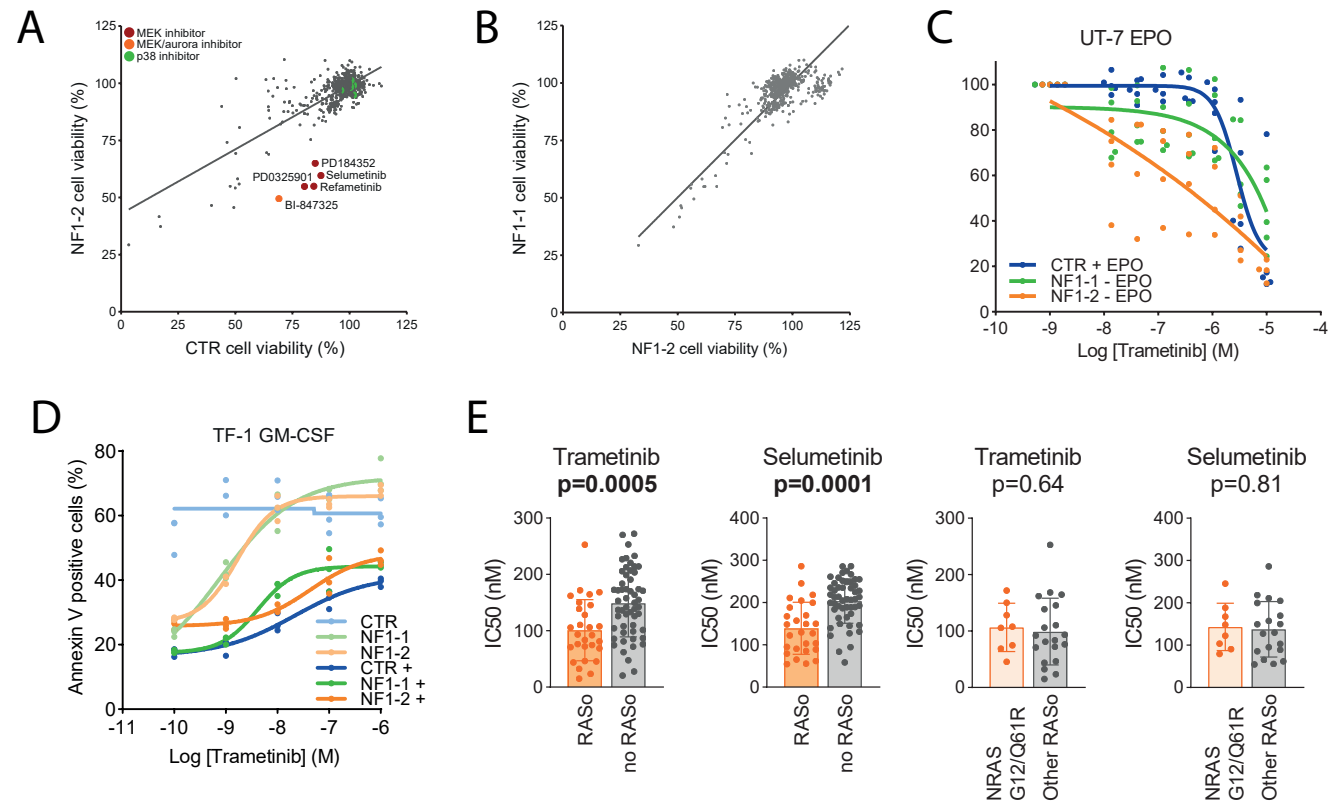 A
MEK inhibitor
MEK/aurora inhibitor
p38 inhibitor
125
100
75
50
25
0
NF1-2 cell viability (%)
PD184352
PD0325901
Selumetinib
Refametinib
BI-847325
0
25
50
75
100
125
CTR cell viability (%)
B
125
100
75
50
25
0
NF1-1 cell viability (%)
0
25
50
75
100
125
NF1-2 cell viability (%)
C
UT-7 EPO
100
80
60
40
20
0
Cell viability (%)
CTR + EPO
NF1-1 - EPO
NF1-2 - EPO
-10
-9
-8
-7
-6
-5
-4
Log [Trametinib] (M)
D
TF-1 GM-CSF
80
60
40
20
0
Annexin V positive cells (%)
CTR
NF1-1
NF1-2
CTR +
NF1-1 +
NF1-2 +
-11
-10
-9
-8
-7
-6
Log [Trametinib] (M)
E
Trametinib
p=0.0005
300
200
100
0
IC50 (nM)
RASo
no RASo
Selumetinib
p=0.0001
400
300
200
100
0
IC50 (nM)
RASo
no RASo
Trametinib
p=0.64
300
200
100
0
IC50 (nM)
NRAS
G12/Q61R
Other RASo
Selumetinib
p=0.81
400
300
200
100
0
IC50 (nM)
NRAS
G12/Q61R
Other RASo